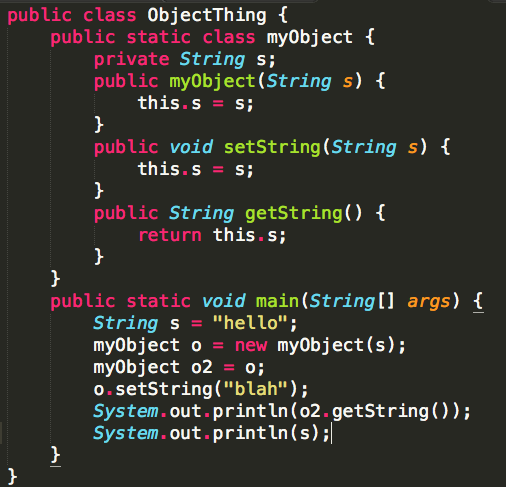 public class ObjectThing {
    public static class myObject {
        private String s;
        public myObject(String s) {
            this.s = s;
        }
        public void setString(String s) {
            this.s = s;
        }
        public String getString() {
            return this.s;
        }
    }
    public static void main(String[] args) {
        String s = "hello";
        myObject o = new myObject(s);
        myObject o2 = o;
        o.setString("blah");
        System.out.println(o2.getString());
        System.out.println(s);
    }
}